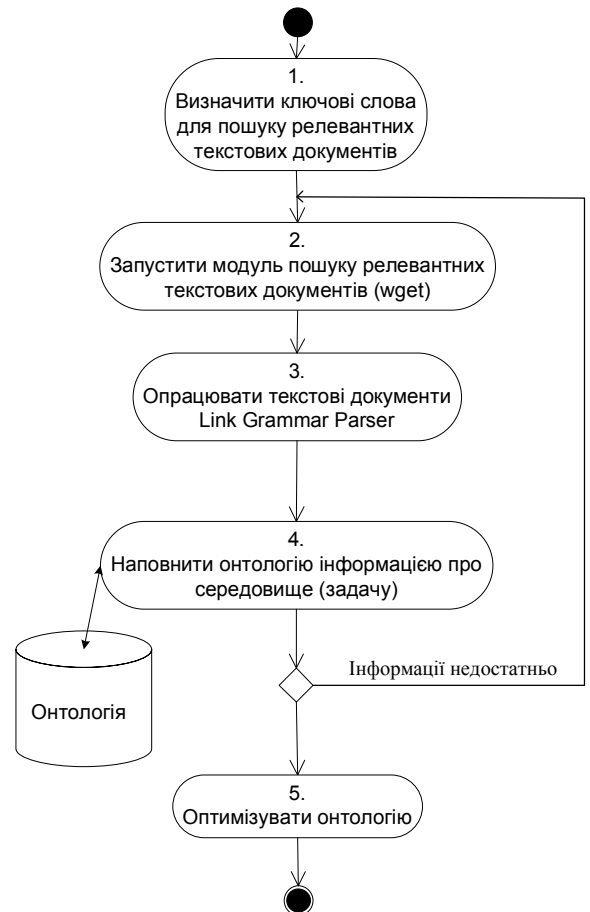 1.
Визначити ключові слова
для пошуку релевантних
текстових документів
2.
Запустити модуль пошуку релевантних
текстових документів (wget)
3.
Опрацювати текстові документи
Link Grammar Parser
4.
Наповнити онтологію інформацією про
середовище (задачу)
Інформації недостатньо
Онтологія
5.
Оптимізувати онтологію